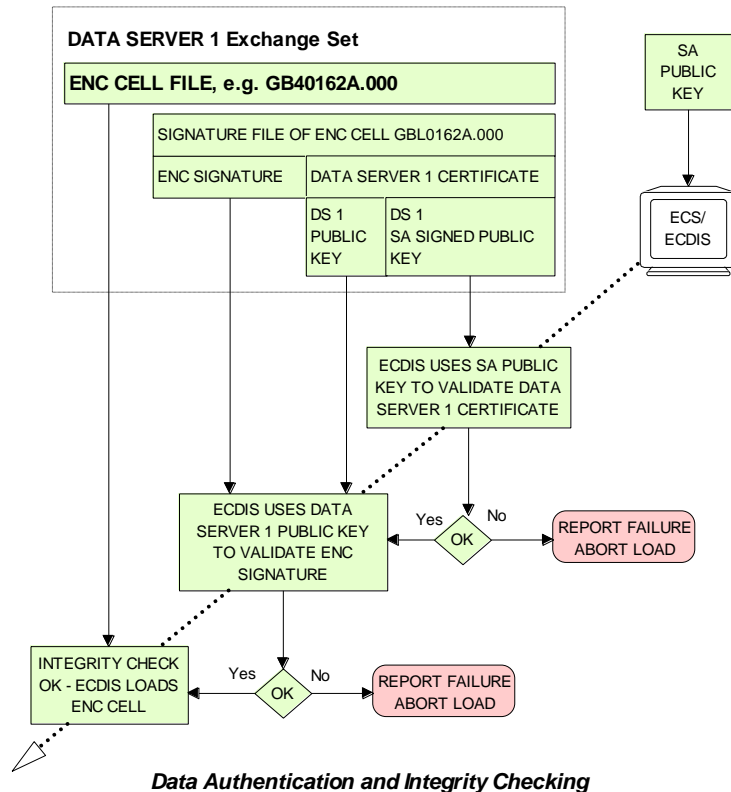 DATA SERVER 1 Exchange Set
ENC CELL FILE, e.g. GB40162A.000
SIGNATURE FILE OF ENC CELL GBL0162A.000
ENC SIGNATURE
DATA SERVER 1 CERTIFICATE
DS 1
PUBLIC
KEY
DS 1
SA SIGNED PUBLIC
KEY
SA
PUBLIC
KEY
ECS/
ECDIS
ECDIS USES SA PUBLIC
KEY TO VALIDATE DATA
SERVER 1 CERTIFICATE
ECDIS USES DATA
SERVER 1 PUBLIC KEY
TO VALIDATE ENC
SIGNATURE
Yes
OK
No
REPORT FAILURE
ABORT LOAD
INTEGRITY CHECK
OK - ECDIS LOADS
ENC CELL
Yes
OK
No
REPORT FAILURE
ABORT LOAD
Data Authentication and Integrity Checking